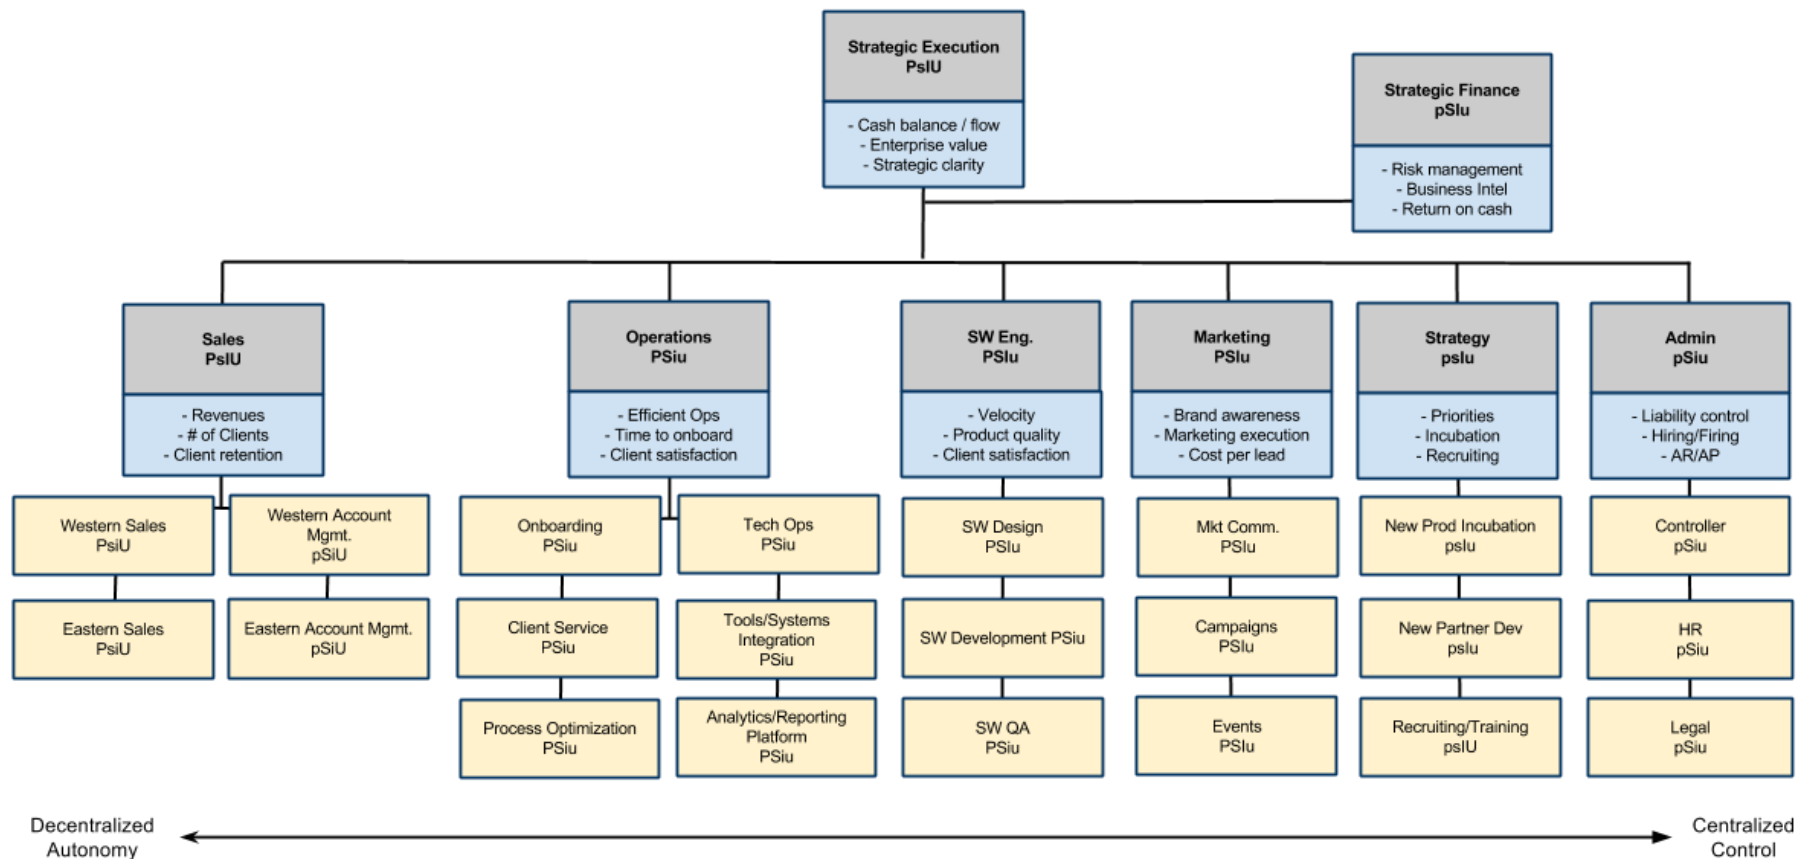 Strategic Execution
PsIU
- Cash balance / flow
- Enterprise value
- Strategic clarity
Strategic Finance
pSIu
- Risk management
- Business Intel
- Return on cash
Sales
PsIU
- Revenues
- # of Clients
- Client retention
Western Sales
PsiU
Eastern Sales
PsiU
Western Account
Mgmt.
pSiU
Eastern Account Mgmt.
pSiU
Operations
PSiu
- Efficient Ops
- Time to onboard
- Client satisfaction
Onboarding
PSiu
Client Service
PSiu
Process Optimization
PSiu
Tech Ops
PSiu
Tools/Systems
Integration
PSiu
Analytics/Reporting
Platform
PSiu
SW Eng.
PSIu
- Velocity
- Product quality
- Client satisfaction
SW Design
PSIu
SW Development PSiu
SW QA
PSiu
Marketing
PSIu
- Brand awareness
- Marketing execution
- Cost per lead
Mkt Comm.
PSIu
Campaigns
PSIu
Events
PSIu
Strategy
psIu
- Priorities
- Incubation
- Recruiting
New Prod Incubation
psIu
New Partner Dev
psIu
Recruiting/Training
psIU
Admin
pSiu
- Liability control
- Hiring/Firing
- AR/AP
Controller
pSiu
HR
pSiu
Legal
pSiu
Decentralized
Autonomy
Centralized
Control